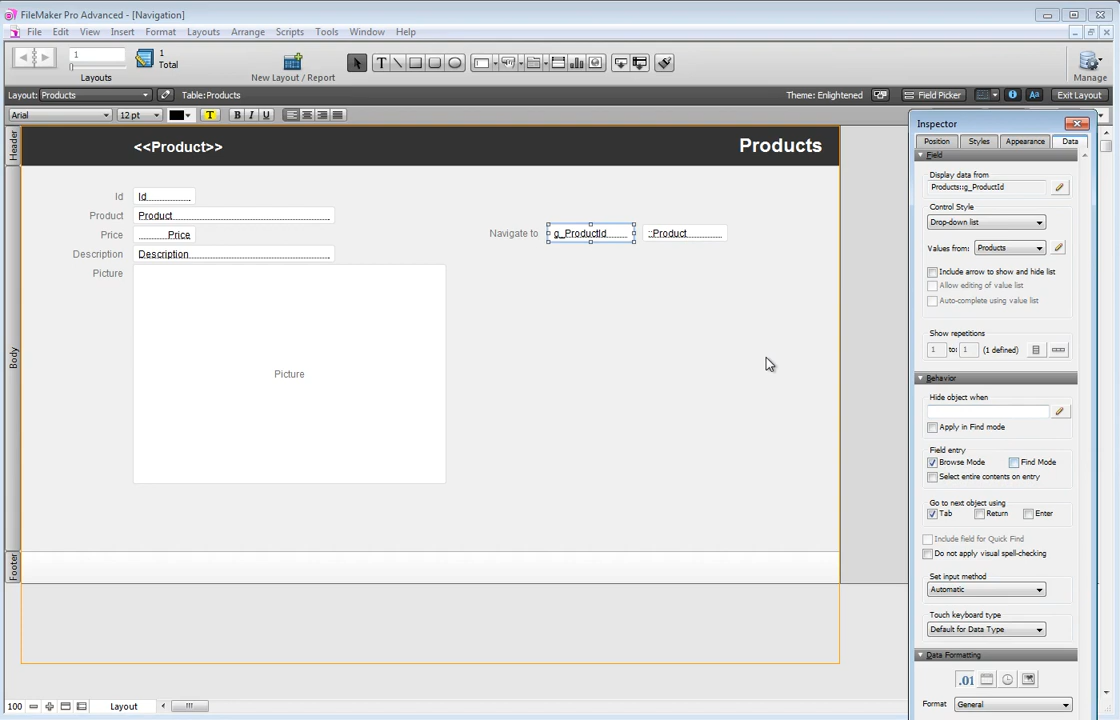 FileMaker Pro Advanced - [Navigation]
File Edit View Insert Format Layouts Arrange Scripts Tools Window Help
1
1
Total
Layouts
New Layout / Report
Manage
Layout: Products
Table:Products
Theme: Enlightened
Field Picker
Aa
Exit Layout
Arial
12 pt
T
B I U
Header
<<Product>>
Products
Body
Id
Id
Product
Product
Price
Price
Description
Description
Picture
Picture
Navigate to
g_ProductId
::Product
Footer
100
Layout
Inspector
Position Styles Appearance Data
Field
Display data from
Products::g_ProductId
Control Style
Drop-down list
Values from: Products
Include arrow to show and hide list
Allow editing of value list
Auto-complete using value list
Show repetitions
1 to: 1 (1 defined)
Behavior
Hide object when
Apply in Find mode
Field entry
Browse Mode Find Mode
Select entire contents on entry
Go to next object using
Tab Return Enter
Include field for Quick Find
Do not apply visual spell-checking
Set input method
Automatic
Touch keyboard type
Default for Data Type
Data Formatting
.01
Format General